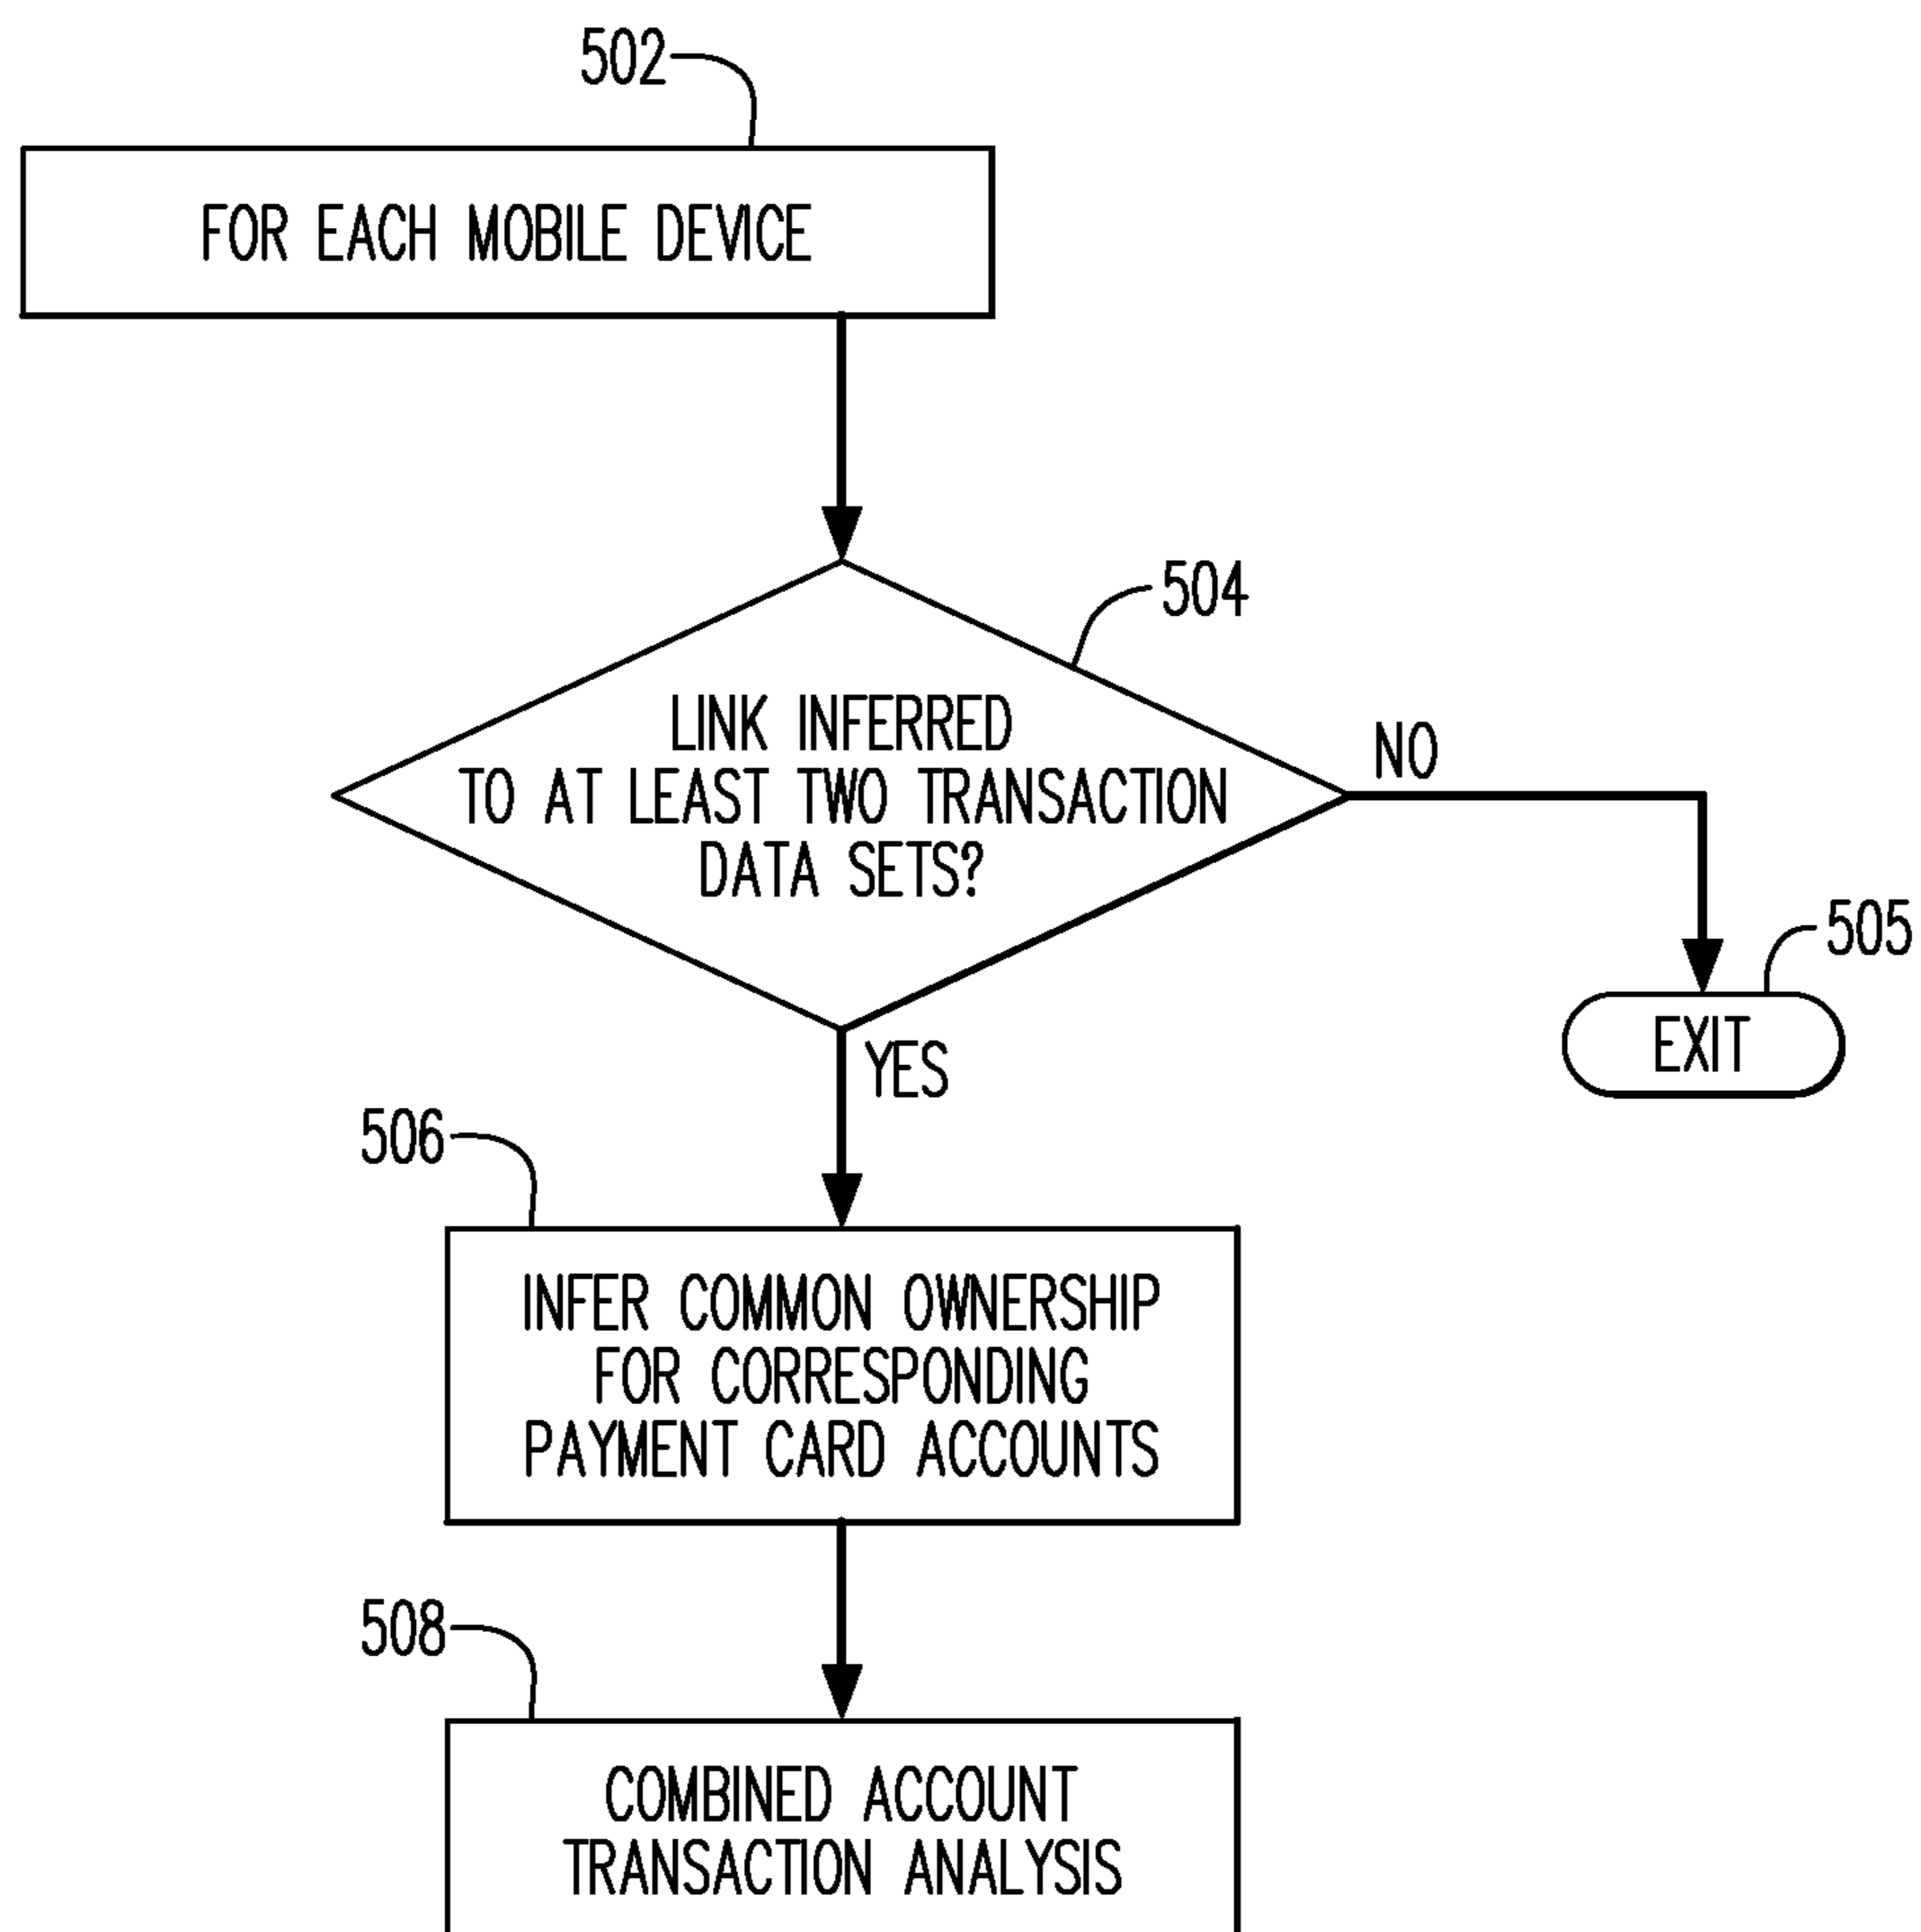 502
FOR EACH MOBILE DEVICE
504
LINK INFERRED
TO AT LEAST TWO TRANSACTION
DATA SETS?
NO
505
EXIT
YES
506
INFER COMMON OWNERSHIP
FOR CORRESPONDING
PAYMENT CARD ACCOUNTS
508
COMBINED ACCOUNT
TRANSACTION ANALYSIS